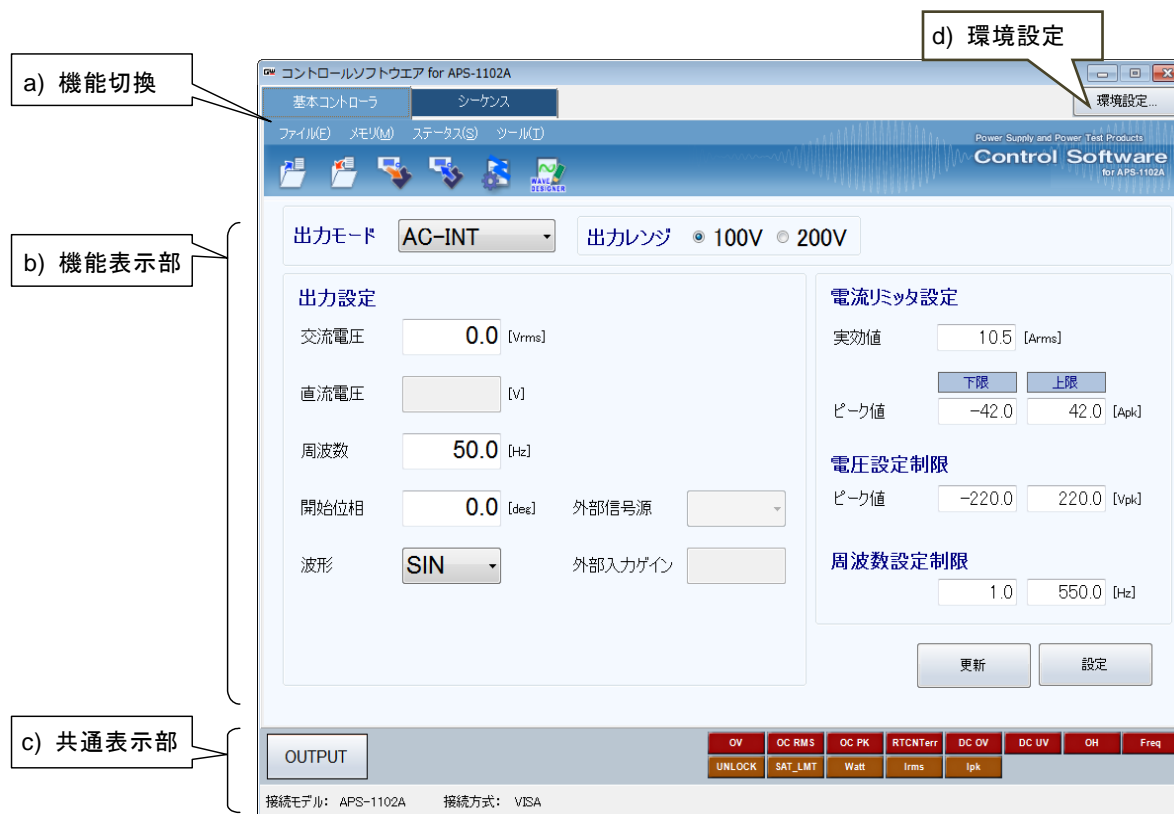 d) 環境設定
a) 機能切換
GW コントロールソフトウエア for APS-1102A
基本コントローラ シーケンス 環境設定...
ファイル(F) メモリ(M) ステータス(S) ツール(T)
Power Supply and Power Test Products
Control Software
for APS-1102A
WAVE
DESIGNER
b) 機能表示部
出力モード AC-INT 出力レンジ 100V 200V
出力設定
交流電圧 0.0 [Vrms]
直流電圧 [V]
周波数 50.0 [Hz]
開始位相 0.0 [deg] 外部信号源
波形 SIN 外部入力ゲイン
電流リミッタ設定
実効値 10.5 [Arms]
下限 上限
ピーク値 -42.0 42.0 [Apk]
電圧設定制限
ピーク値 -220.0 220.0 [Vpk]
周波数設定制限
1.0 550.0 [Hz]
更新 設定
c) 共通表示部
OUTPUT
OV OC RMS OC PK RTCNTerr DC OV DC UV OH Freq
UNLOCK SAT_LMT Watt Irms Ipk
接続モデル: APS-1102A 接続方式: VISA